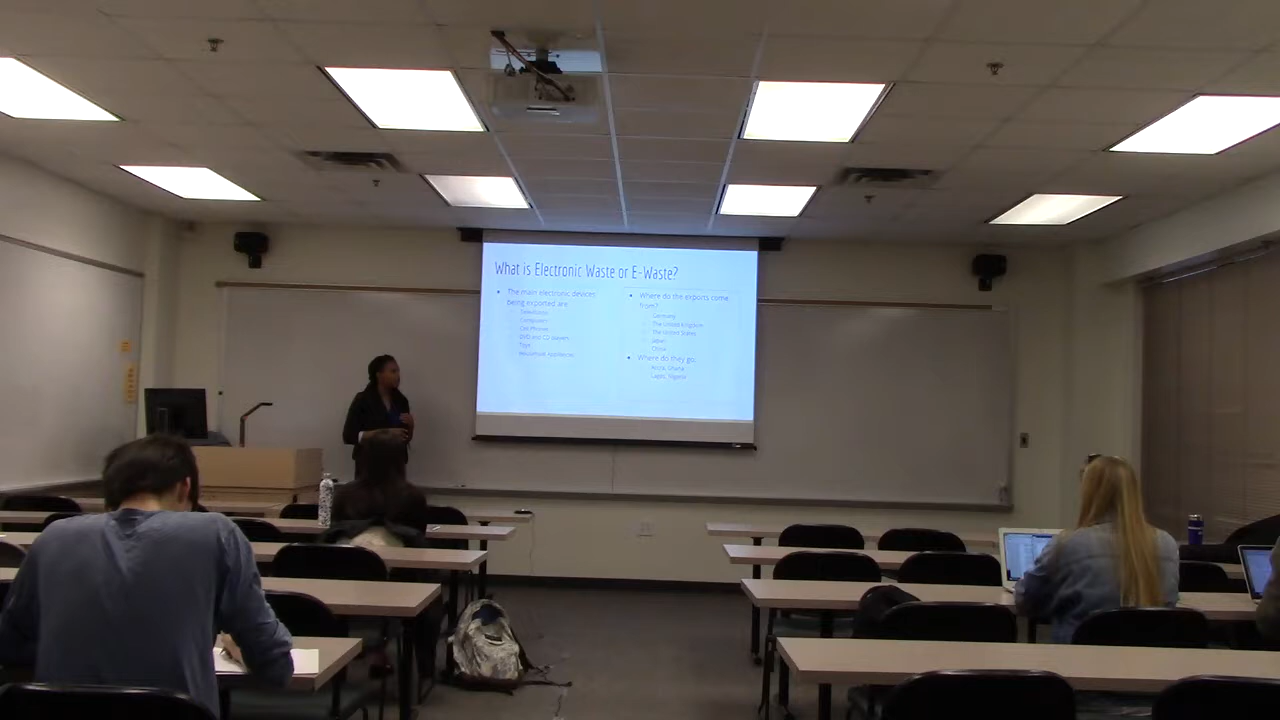 What is Electronic Waste or E-Waste?
The main electronic devices
being exported are
Televisions
Computers
Cell Phones
DVD and CD players
Toys
Household Appliances
Where do the exports come
from?
Germany
The United Kingdom
The United States
Japan
China
Where do they go:
Accra, Ghana
Lagos, Nigeria